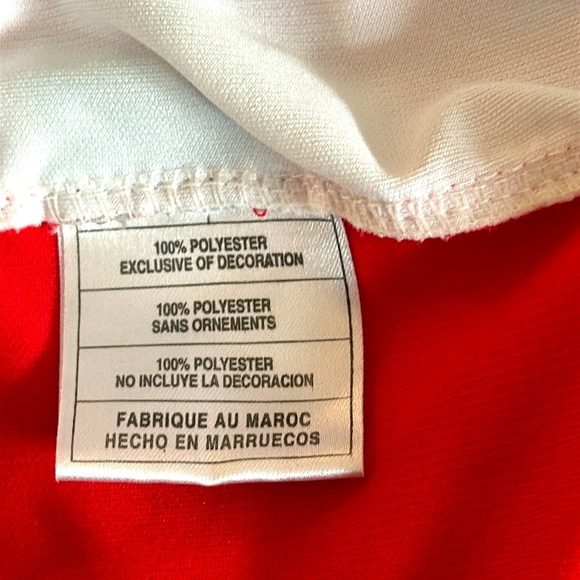 100% POLYESTER
EXCLUSIVE OF DECORATION
100% POLYESTER
SANS ORNEMENTS
100% POLYESTER
NO INCLUYE LA DECORACION
FABRIQUE AU MAROC
HECHO EN MARRUECOS